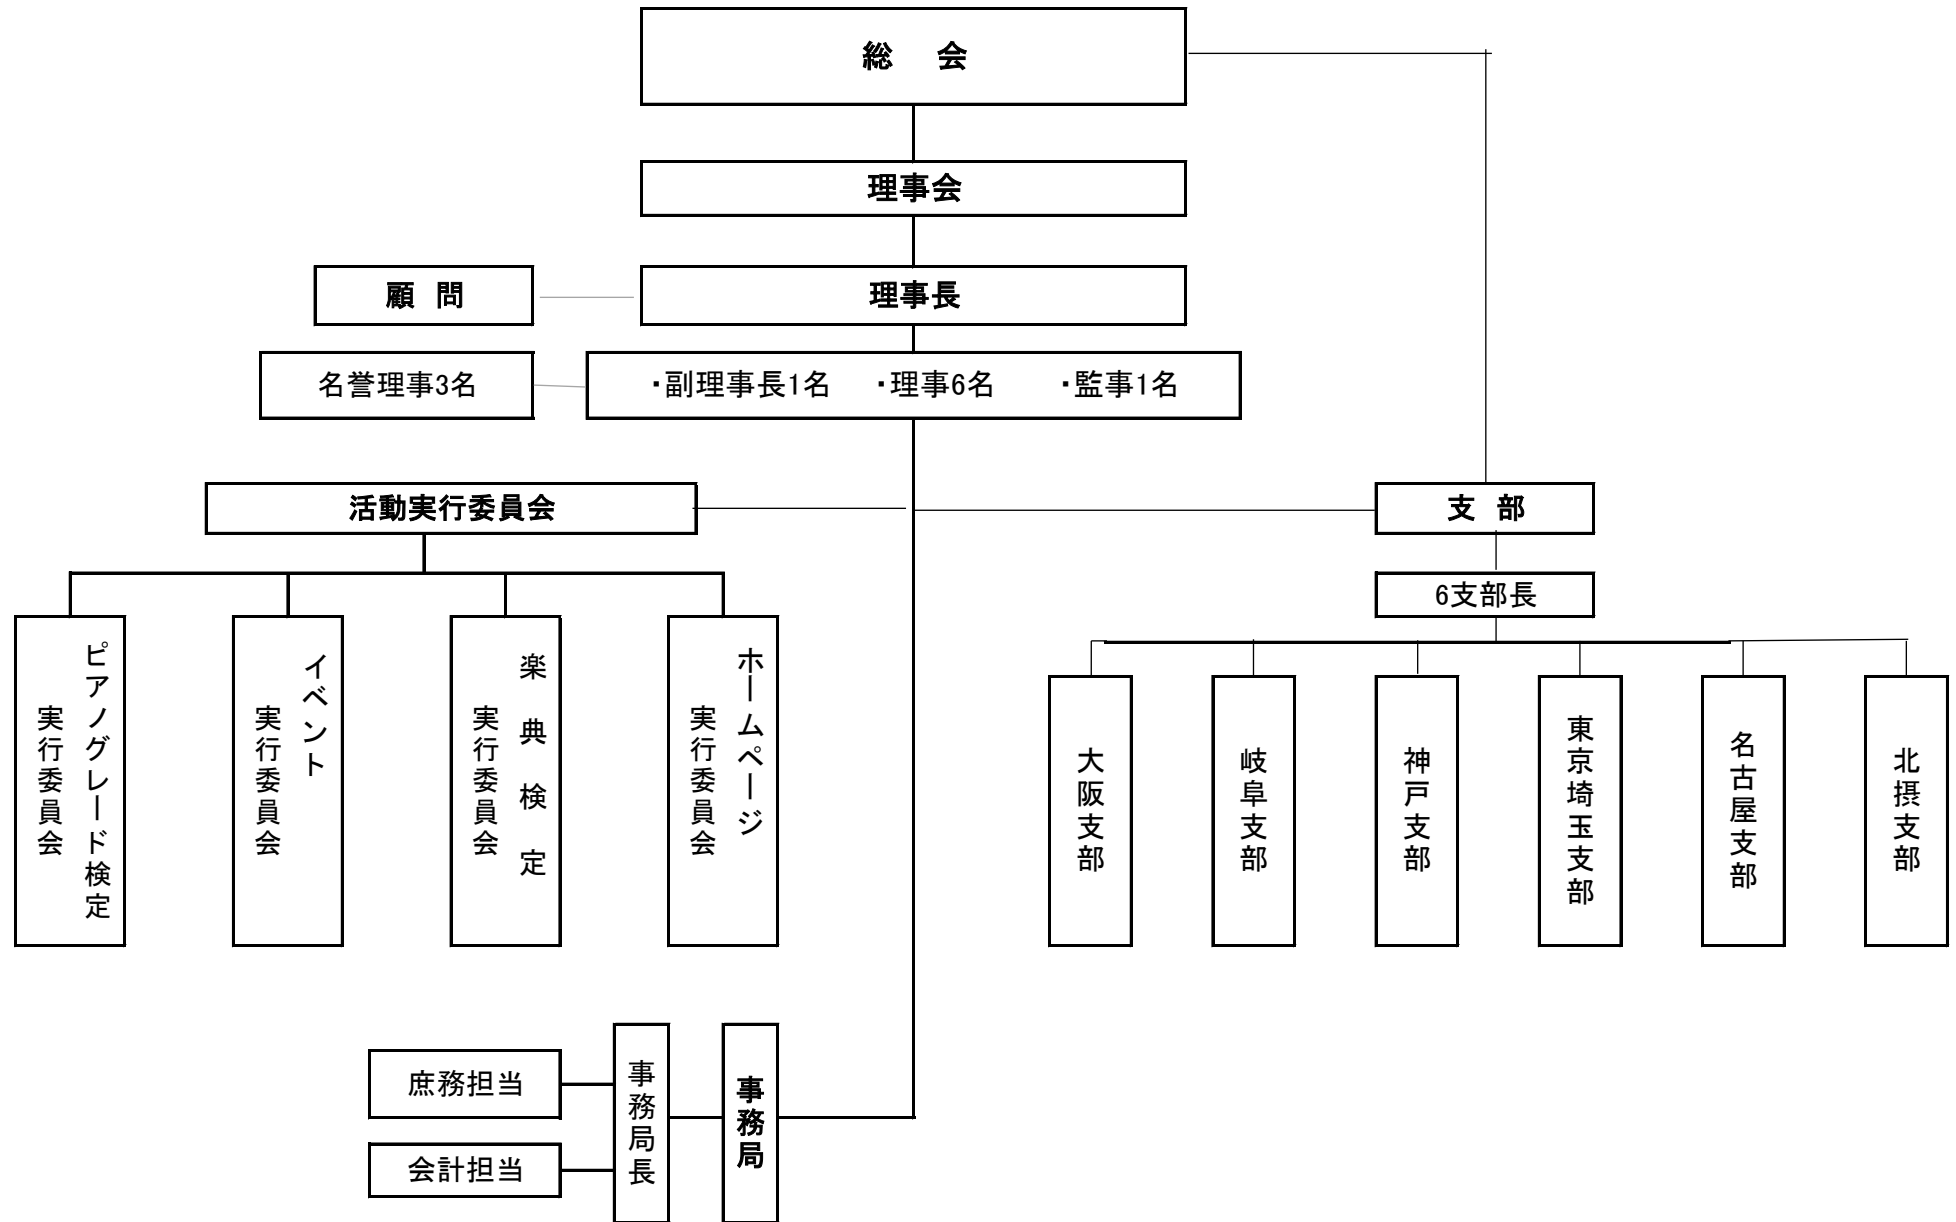 総　会
理事会
顧　問
理事長
名誉理事3名
・副理事長1名　・理事6名　・監事1名
活動実行委員会
支　部
6支部長
ピアノグレード検定
実行委員会
イベント
実行委員会
楽典検定
実行委員会
ホームページ
実行委員会
大阪支部
岐阜支部
神戸支部
東京埼玉支部
名古屋支部
北摂支部
庶務担当
会計担当
事務局長
事務局